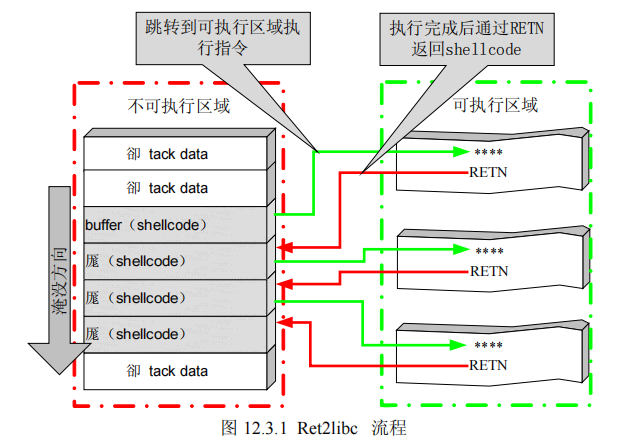 跳转到可执行区域执
行指令
执行完成后通过RETN
返回shellcode
不可执行区域
可执行区域
卻 tack data
卻 tack data
buffer（shellcode）
厖（shellcode）
厖（shellcode）
厖（shellcode）
卻 tack data
淹没方向
****
RETN
****
RETN
****
RETN
图 12.3.1 Ret2libc 流程